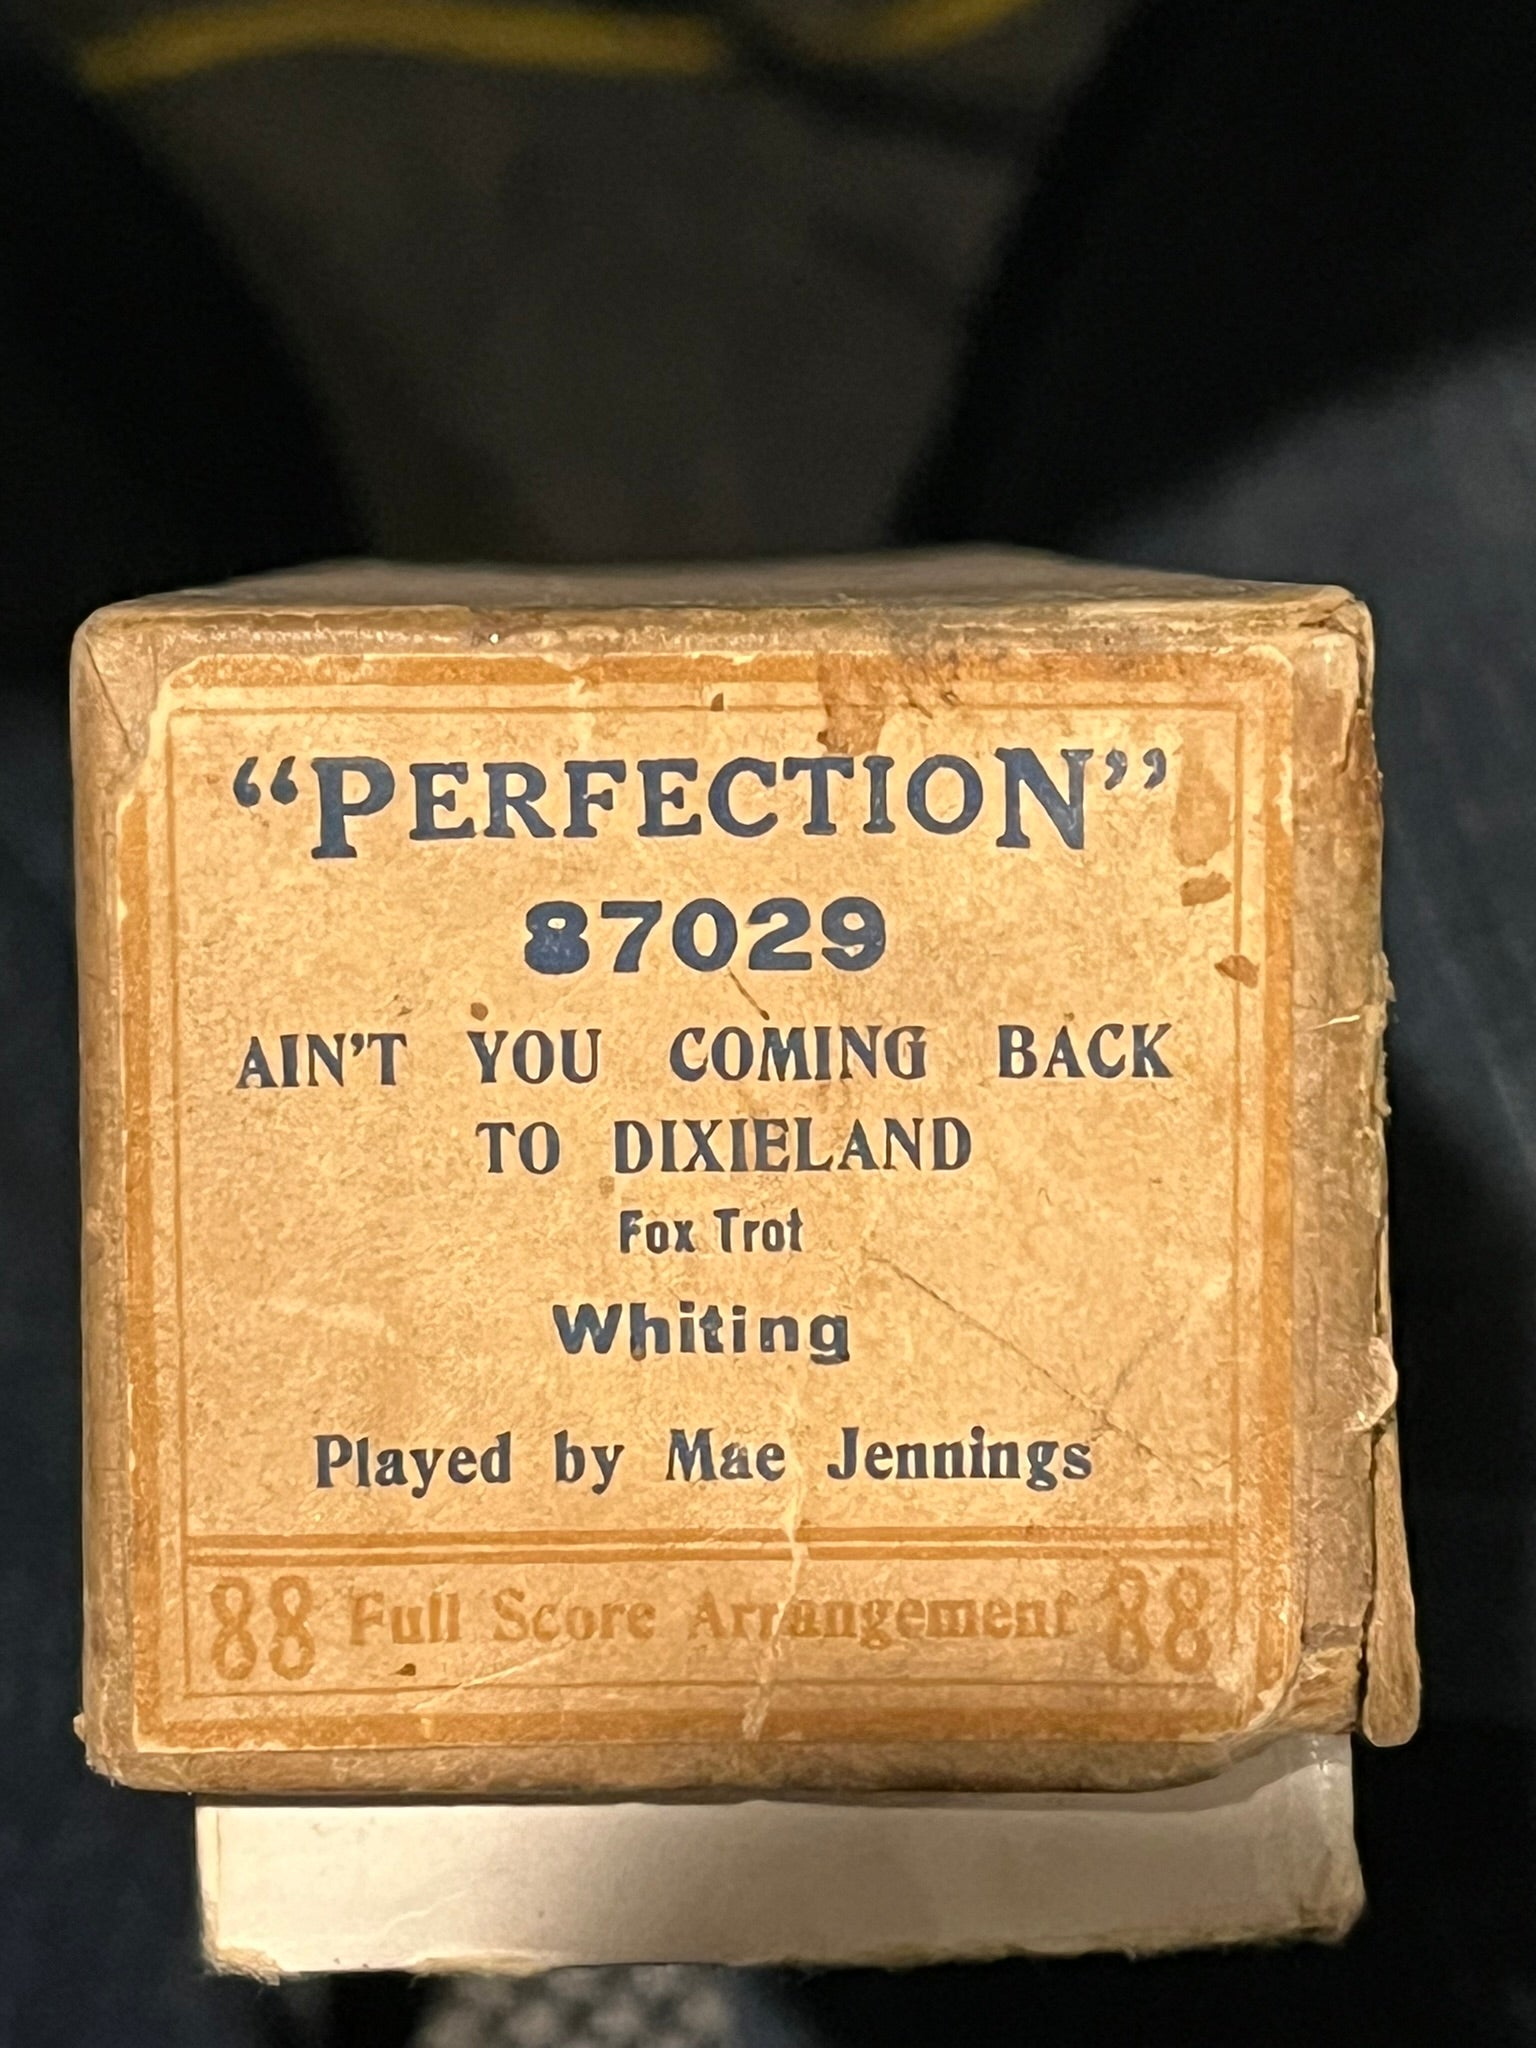 “PERFECTION”
87029
AIN'T YOU COMING BACK
TO DIXIELAND
Fox Trot
Whiting
Played by Mae Jennings
88 Full Score Arrangement 88